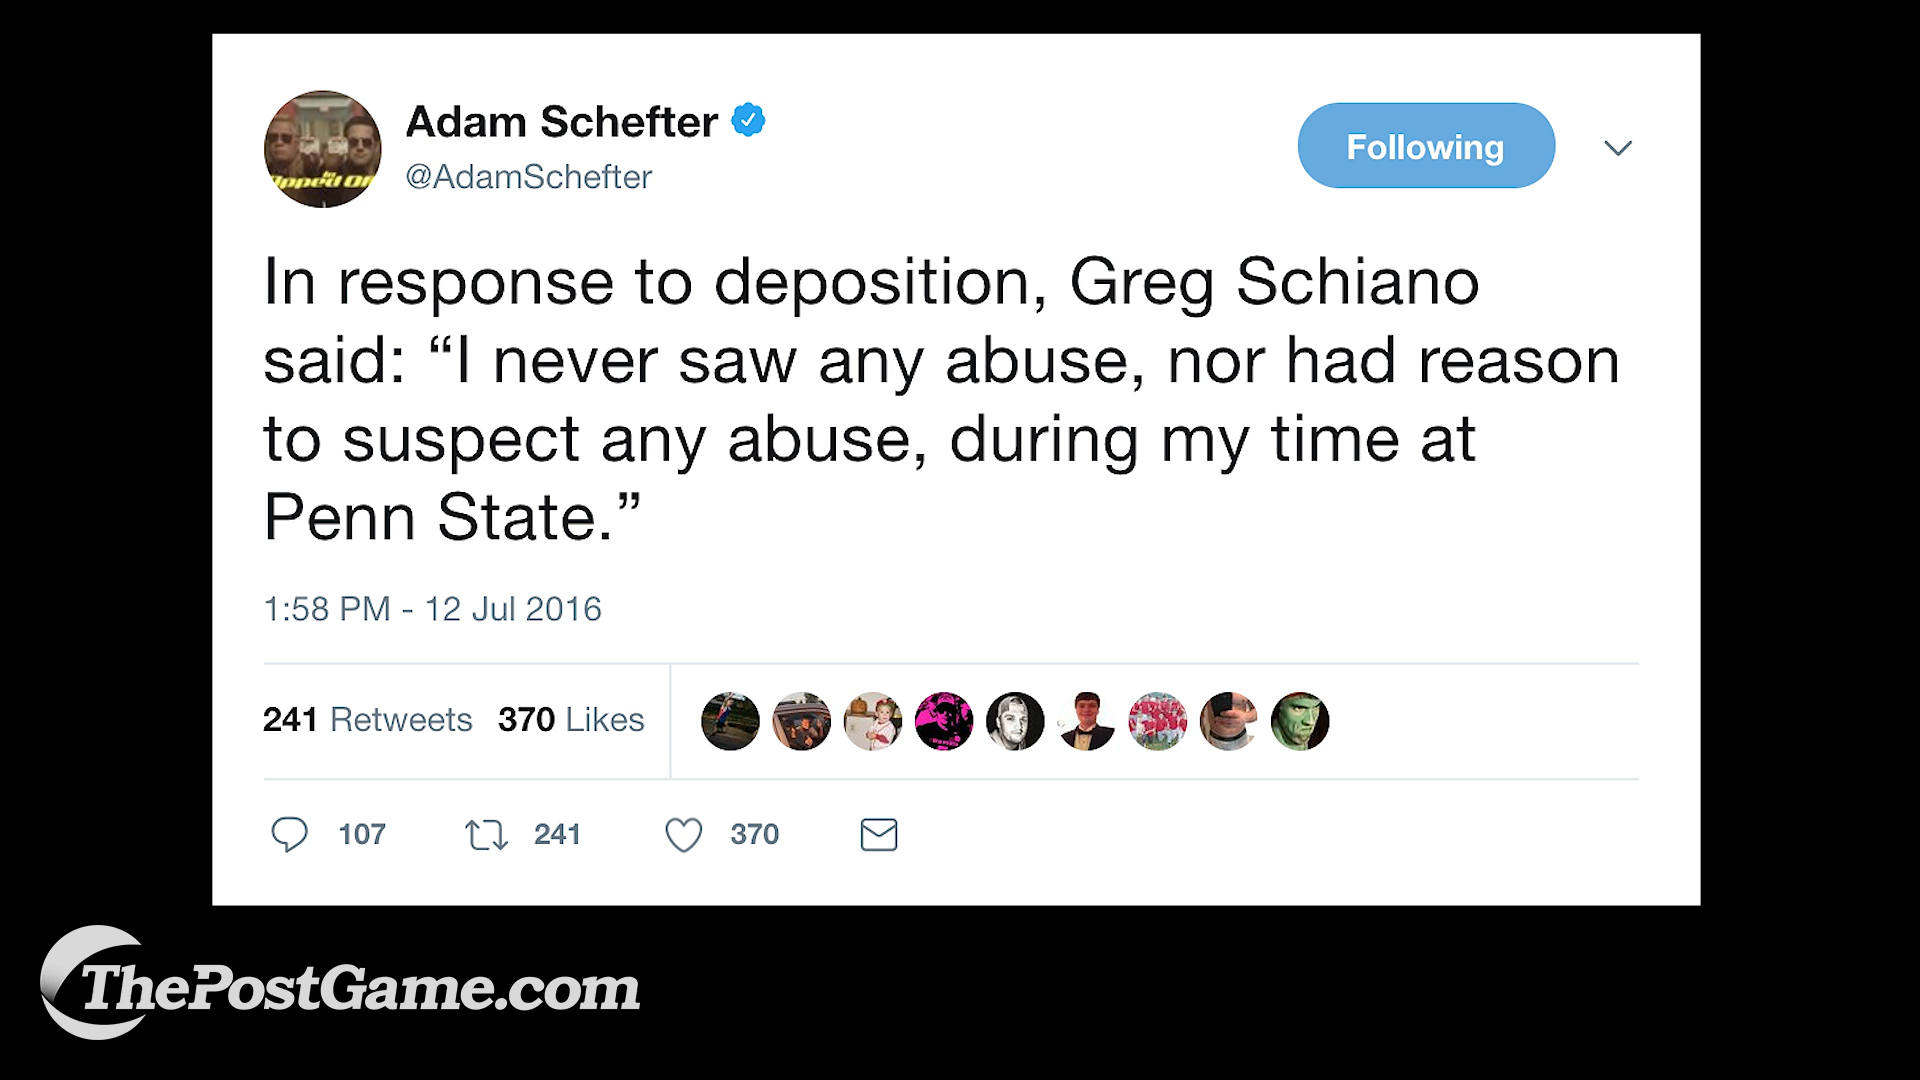 Adam Schefter
@AdamSchefter
Following
In response to deposition, Greg Schiano
said: “I never saw any abuse, nor had reason
to suspect any abuse, during my time at
Penn State.”
1:58 PM - 12 Jul 2016
241 Retweets 370 Likes
107 241 370
ThePostGame.com